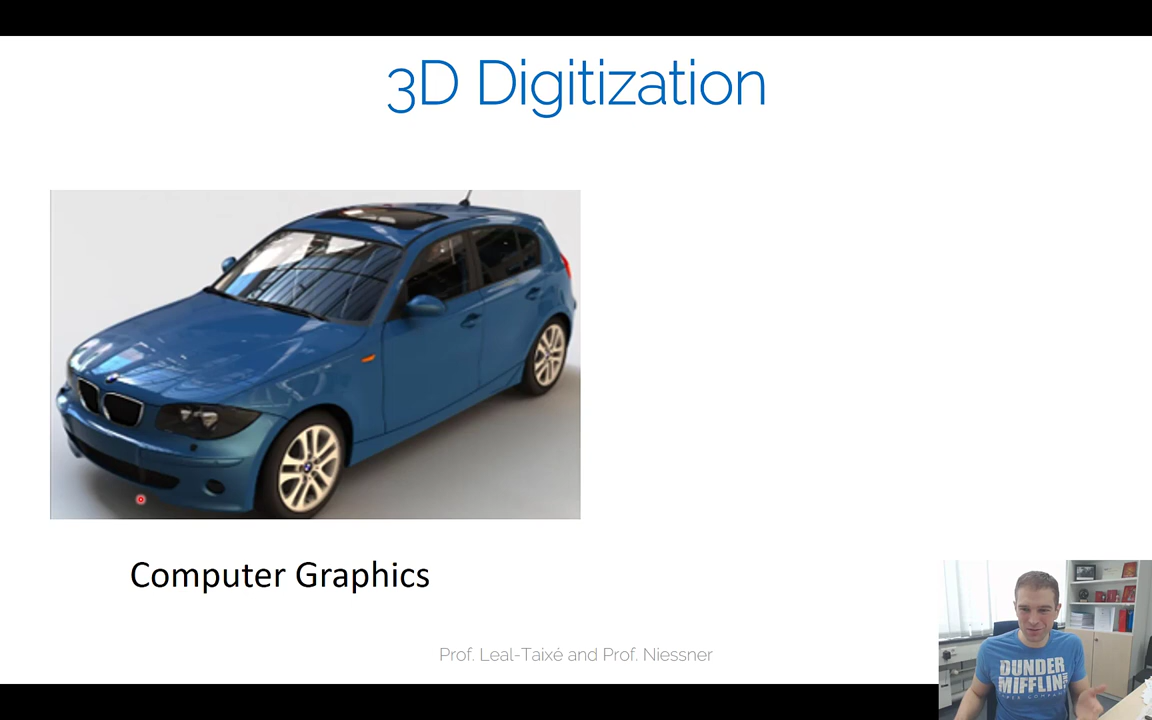 3D Digitization
Computer Graphics
Prof. Leal-Taixé and Prof. Niessner
DUNDER
MIFFLIN